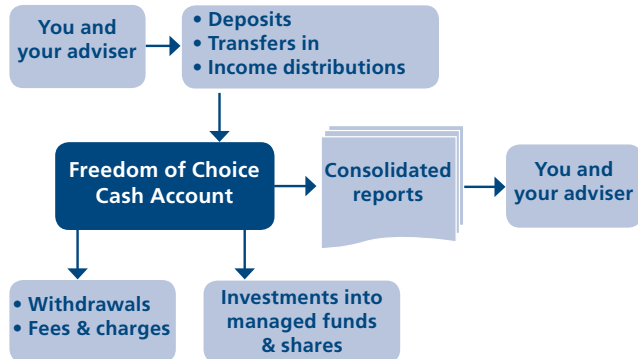 You and
your adviser
• Deposits
• Transfers in
• Income distributions
Freedom of Choice
Cash Account
Consolidated
reports
You and
your adviser
• Withdrawals
• Fees & charges
Investments into
managed funds
& shares